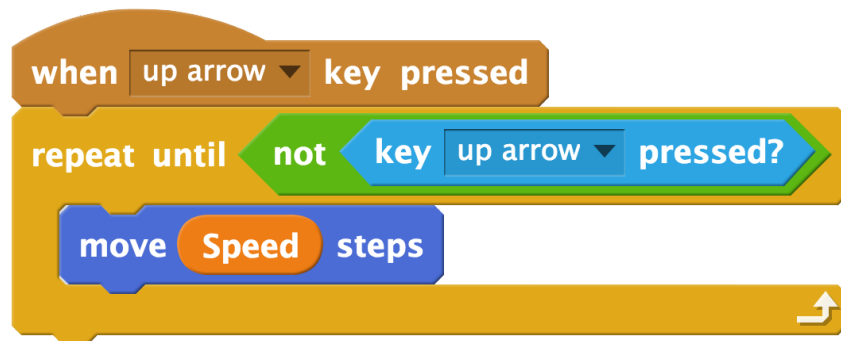 when up arrow key pressed
repeat until not key up arrow pressed?
move Speed steps